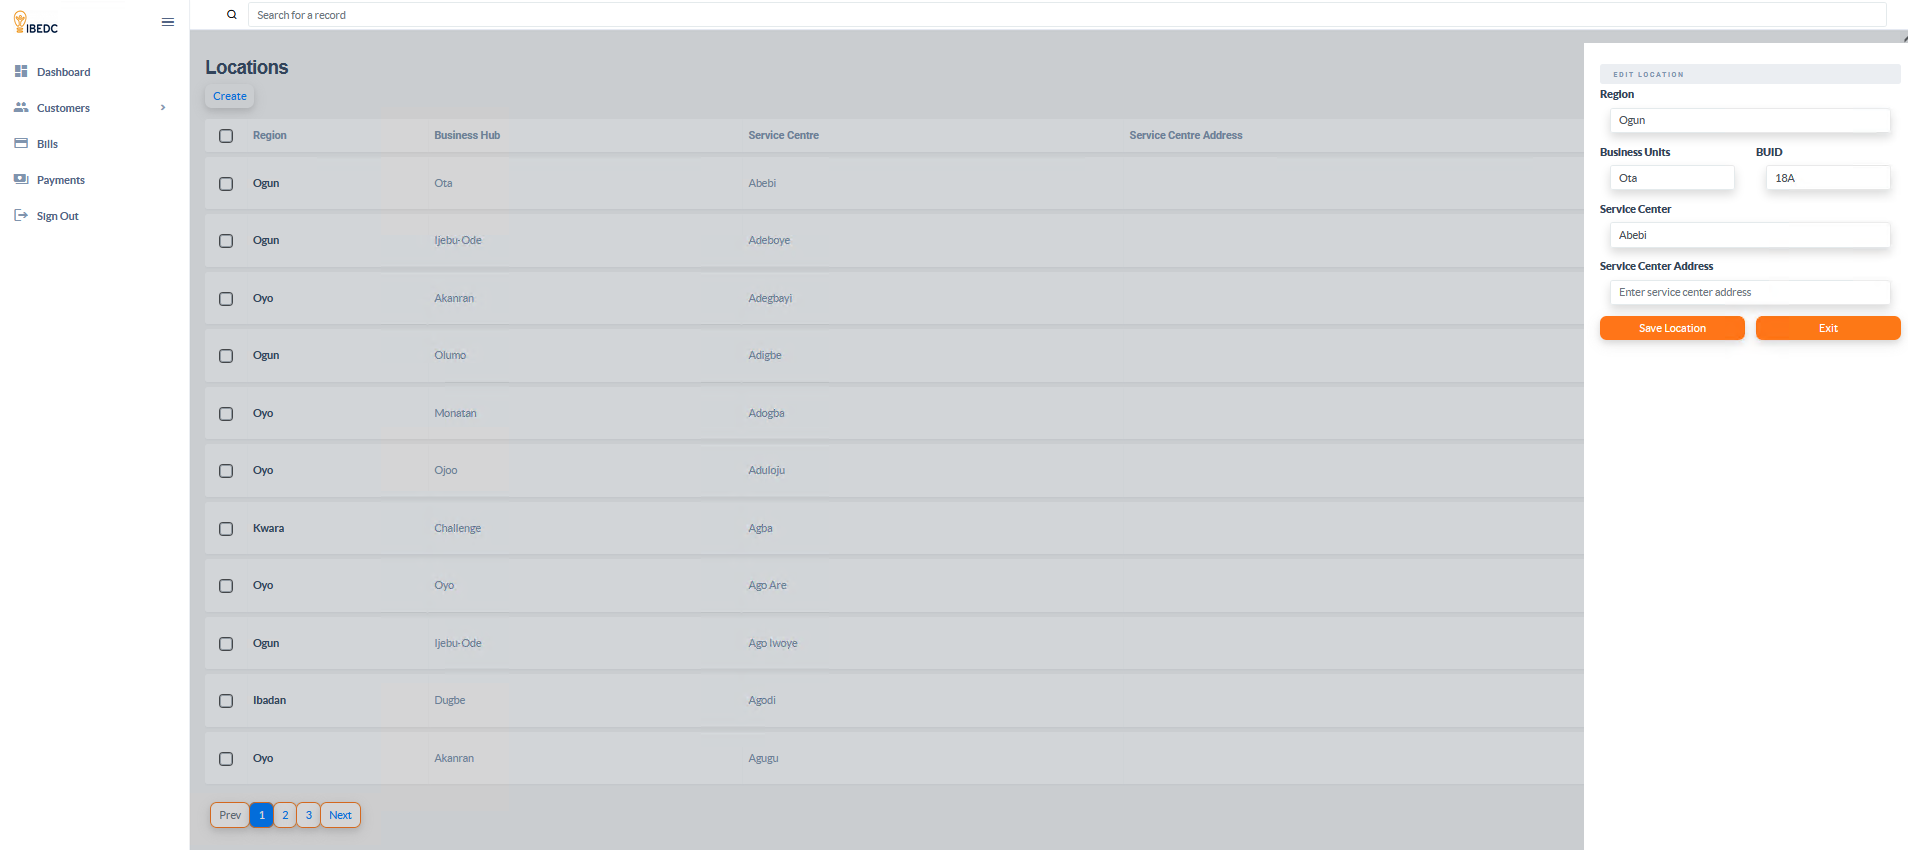 IBEDC
Search for a record
Dashboard
Customers
Bills
Payments
Sign Out
Locations
Create
Region Business Hub Service Centre Service Centre Address
Ogun Ota Abebi
Ogun Ijebu-Ode Adeboye
Oyo Akanran Adegbayi
Ogun Olumo Adigbe
Oyo Monatan Adogba
Oyo Ojoo Aduloju
Kwara Challenge Agba
Oyo Oyo Ago Are
Ogun Ijebu-Ode Ago Iwoye
Ibadan Dugbe Agodi
Oyo Akanran Agugu
Prev 1 2 3 Next
EDIT LOCATION
Region
Ogun
Business Units BUID
Ota 18A
Service Center
Abebi
Service Center Address
Enter service center address
Save Location Exit